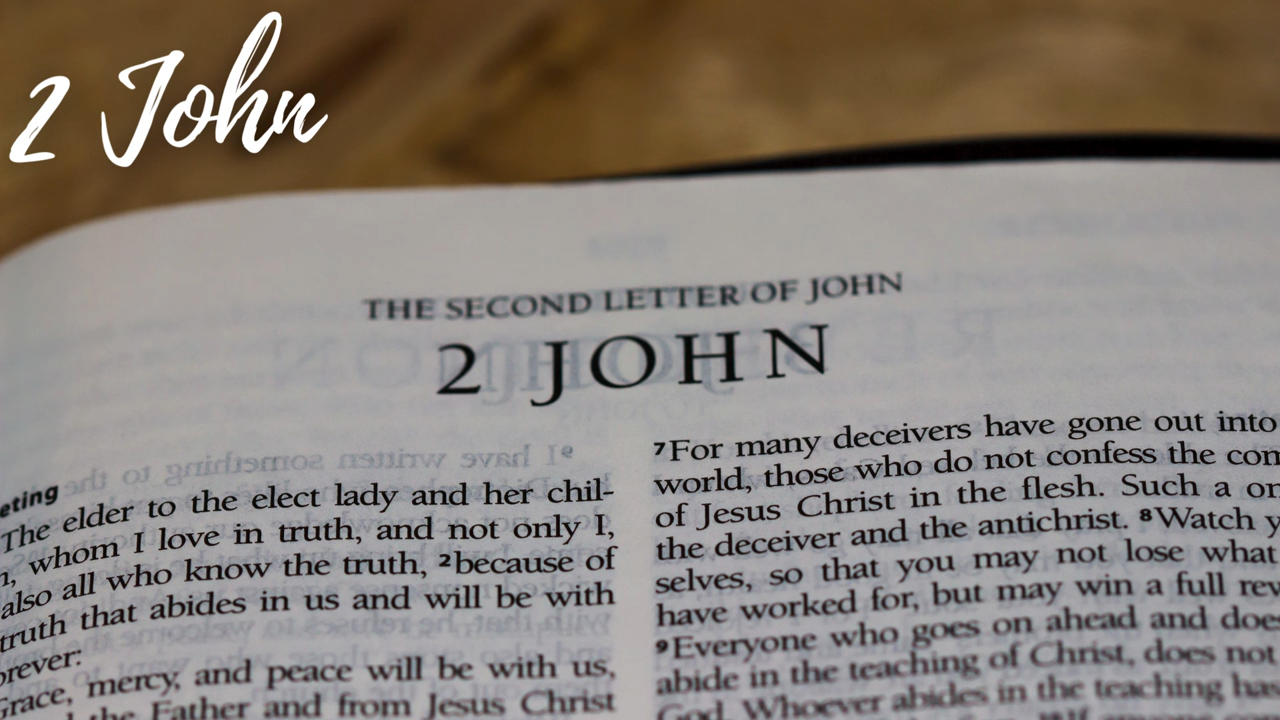 2 John
THE SECOND LETTER OF JOHN
2 JOHN
eting
The elder to the elect lady and her chil-
, whom I love in truth, and not only I,
also all who know the truth, ²because of
truth that abides in us and will be with
rever:
Grace, mercy, and peace will be with us,
the Father and from Jesus Christ
⁷For many deceivers have gone out into
world, those who do not confess the com
of Jesus Christ in the flesh. Such a on
the deceiver and the antichrist. ⁸Watch y
selves, so that you may not lose what
have worked for, but may win a full rew
⁹Everyone who goes on ahead and does
abide in the teaching of Christ, does not
God. Whoever abides in the teaching has